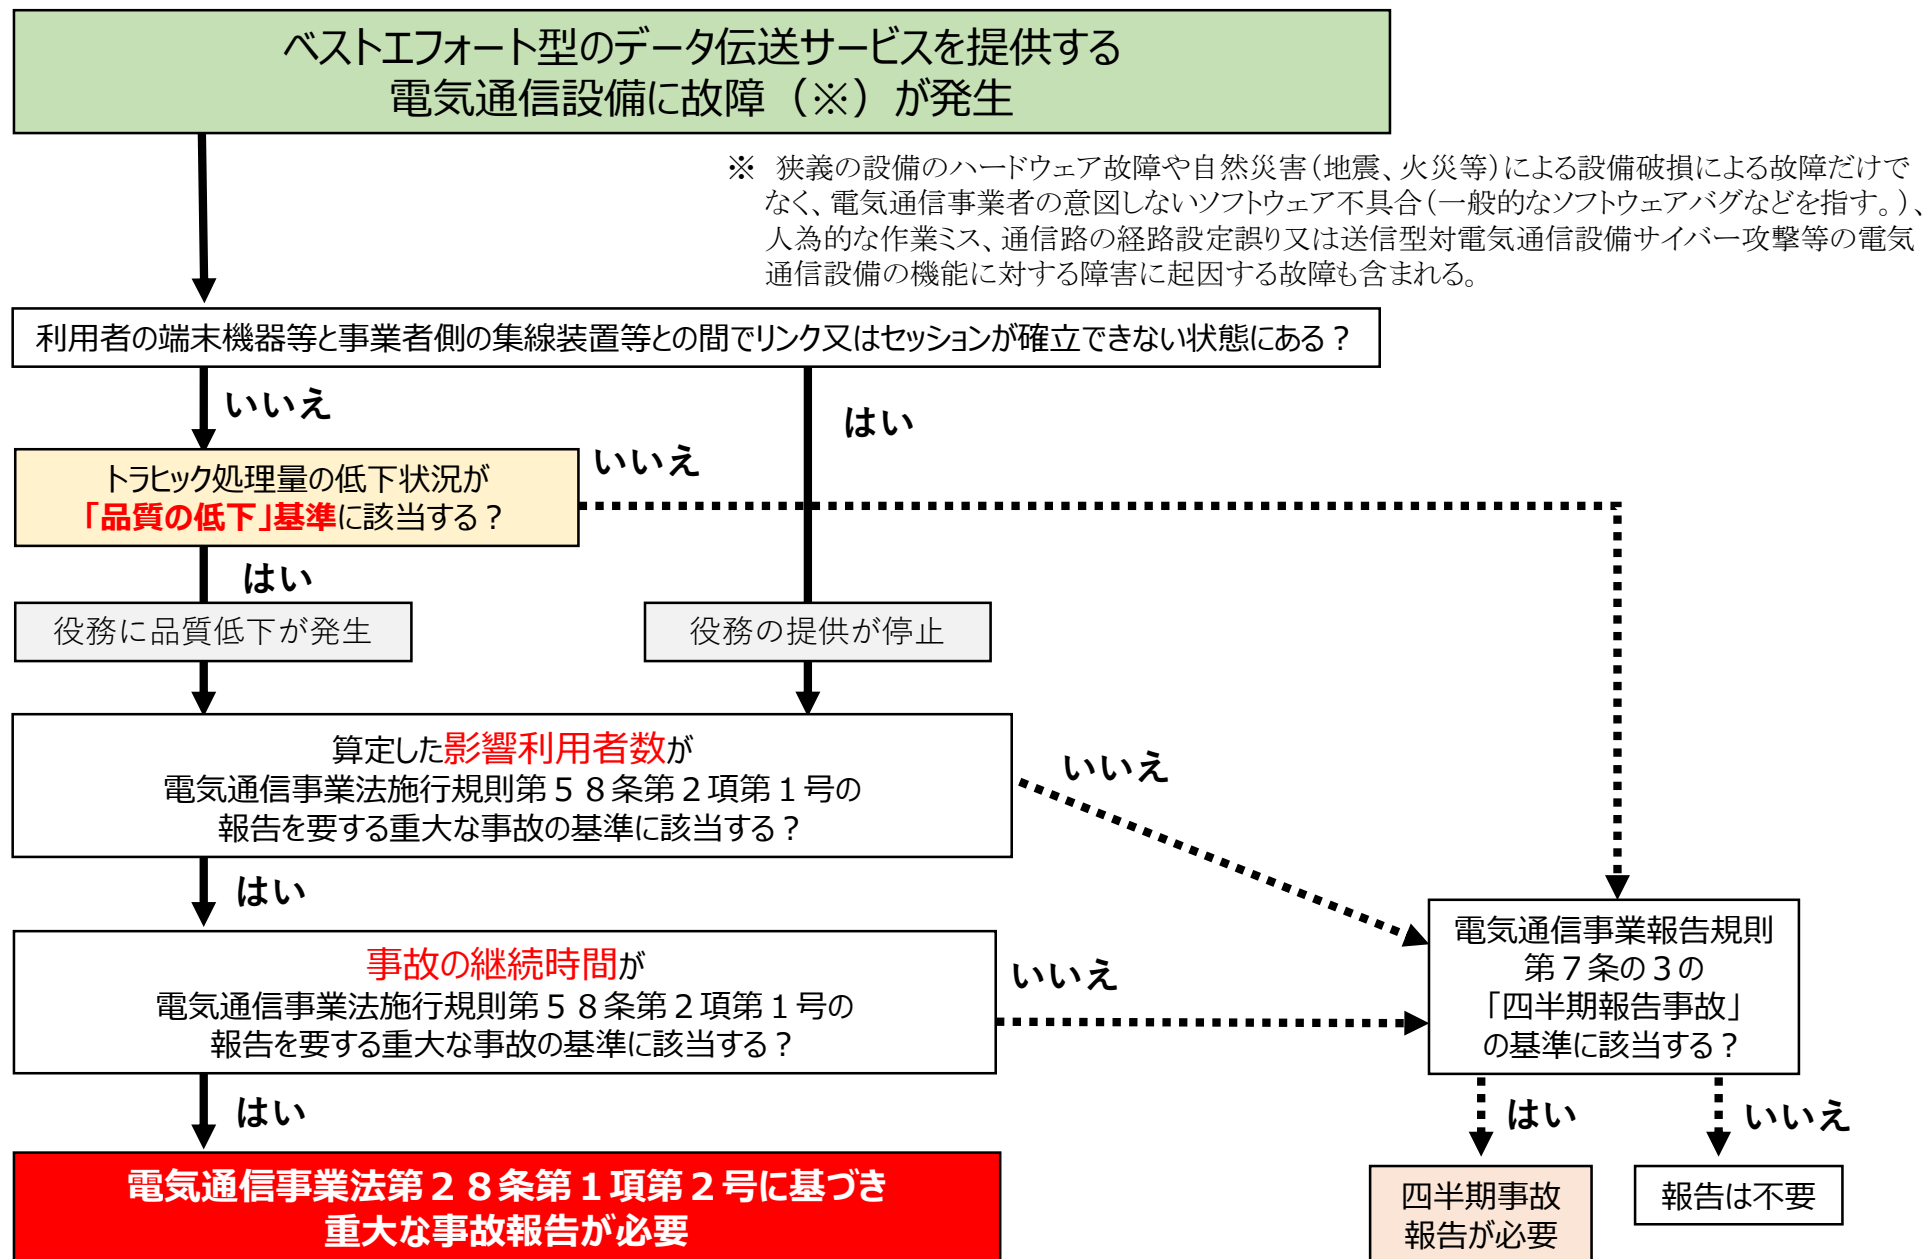 ベストエフォート型のデータ伝送サービスを提供する
電気通信設備に故障（※）が発生
※ 狭義の設備のハードウェア故障や自然災害（地震、火災等）による設備破損による故障だけで
なく、電気通信事業者の意図しないソフトウェア不具合（一般的なソフトウェアバグなどを指す。）、
人為的な作業ミス、通信路の経路設定誤り又は送信型対電気通信設備サイバー攻撃等の電気
通信設備の機能に対する障害に起因する故障も含まれる。
利用者の端末機器等と事業者側の集線装置等との間でリンク又はセッションが確立できない状態にある？
いいえ
はい
トラヒック処理量の低下状況が
「品質の低下」基準に該当する？
いいえ
はい
役務に品質低下が発生
役務の提供が停止
算定した影響利用者数が
電気通信事業法施行規則第５８条第２項第１号の
報告を要する重大な事故の基準に該当する？
いいえ
はい
事故の継続時間が
電気通信事業法施行規則第５８条第２項第１号の
報告を要する重大な事故の基準に該当する？
いいえ
電気通信事業報告規則
第７条の３の
「四半期報告事故」
の基準に該当する？
はい
はい
いいえ
電気通信事業法第２８条第１項第２号に基づき
重大な事故報告が必要
四半期事故
報告が必要
報告は不要